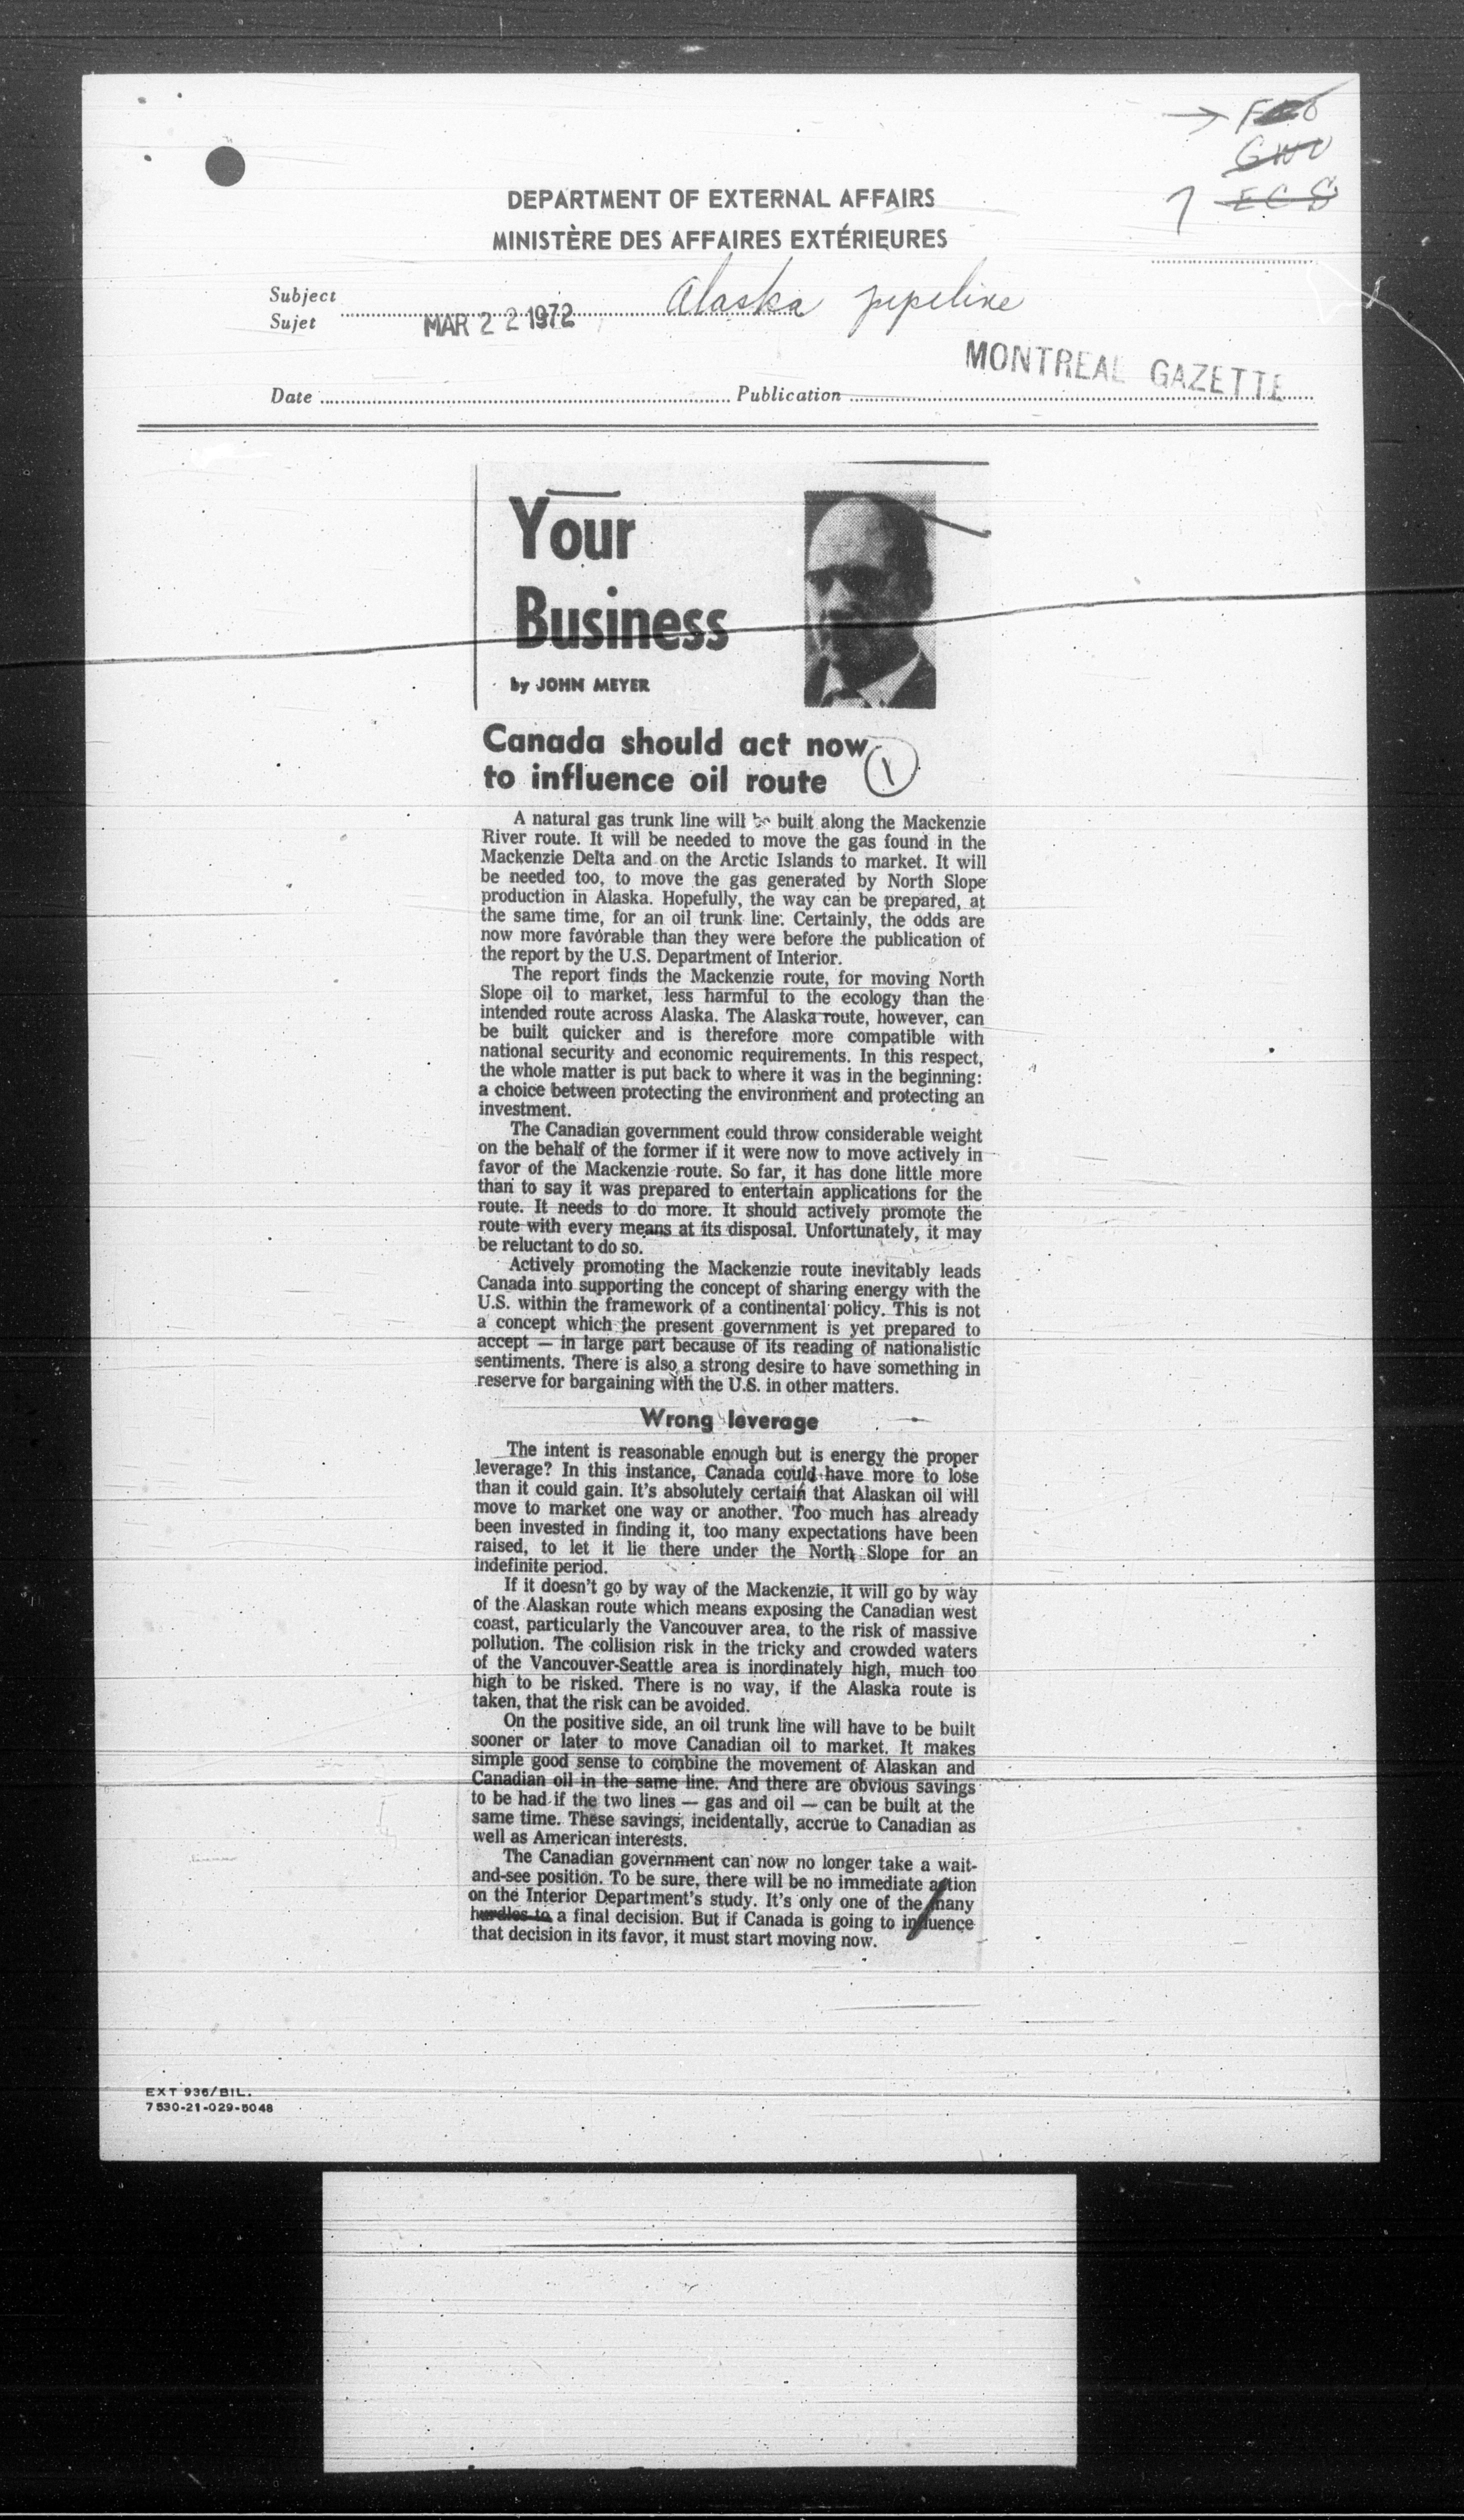 GWU
ECS
DEPARTMENT OF EXTERNAL AFFAIRS
MINISTÈRE DES AFFAIRES EXTÉRIEURES
Subject
Sujet
MAR 22 1972
Alaska pipeline
MONTREAL GAZETTE
Date
Publication
Your
Business
by JOHN MEYER
Canada should act now
to influence oil route
1
A natural gas trunk line will be built along the Mackenzie
River route. It will be needed to move the gas found in the
Mackenzie Delta and on the Arctic Islands to market. It will
be needed too, to move the gas generated by North Slope
production in Alaska. Hopefully, the way can be prepared, at
the same time, for an oil trunk line. Certainly, the odds are
now more favorable than they were before the publication of
the report by the U.S. Department of Interior.
The report finds the Mackenzie route, for moving North
Slope oil to market, less harmful to the ecology than the
intended route across Alaska. The Alaska route, however, can
be built quicker and is therefore more compatible with
national security and economic requirements. In this respect,
the whole matter is put back to where it was in the beginning:
a choice between protecting the environment and protecting an
investment.
The Canadian government could throw considerable weight
on the behalf of the former if it were now to move actively in
favor of the Mackenzie route. So far, it has done little more
than to say it was prepared to entertain applications for the
route. It needs to do more. It should actively promote the
route with every means at its disposal. Unfortunately, it may
be reluctant to do so.
Actively promoting the Mackenzie route inevitably leads
Canada into supporting the concept of sharing energy with the
U.S. within the framework of a continental policy. This is not
a concept which the present government is yet prepared to
accept — in large part because of its reading of nationalistic
sentiments. There is also a strong desire to have something in
reserve for bargaining with the U.S. in other matters.
Wrong leverage
The intent is reasonable enough but is energy the proper
leverage? In this instance, Canada could have more to lose
than it could gain. It's absolutely certain that Alaskan oil will
move to market one way or another. Too much has already
been invested in finding it, too many expectations have been
raised, to let it lie there under the North Slope for an
indefinite period.
If it doesn't go by way of the Mackenzie, it will go by way
of the Alaskan route which means exposing the Canadian west
coast, particularly the Vancouver area, to the risk of massive
pollution. The collision risk in the tricky and crowded waters
of the Vancouver-Seattle area is inordinately high, much too
high to be risked. There is no way, if the Alaska route is
taken, that the risk can be avoided.
On the positive side, an oil trunk line will have to be built
sooner or later to move Canadian oil to market. It makes
simple good sense to combine the movement of Alaskan and
Canadian oil in the same line. And there are obvious savings
to be had if the two lines — gas and oil — can be built at the
same time. These savings, incidentally, accrue to Canadian as
well as American interests.
The Canadian government can now no longer take a wait-
and-see position. To be sure, there will be no immediate action
on the Interior Department's study. It's only one of the many
hurdles to a final decision. But if Canada is going to influence
that decision in its favor, it must start moving now.
EXT 936/BIL.
7530-21-029-5048